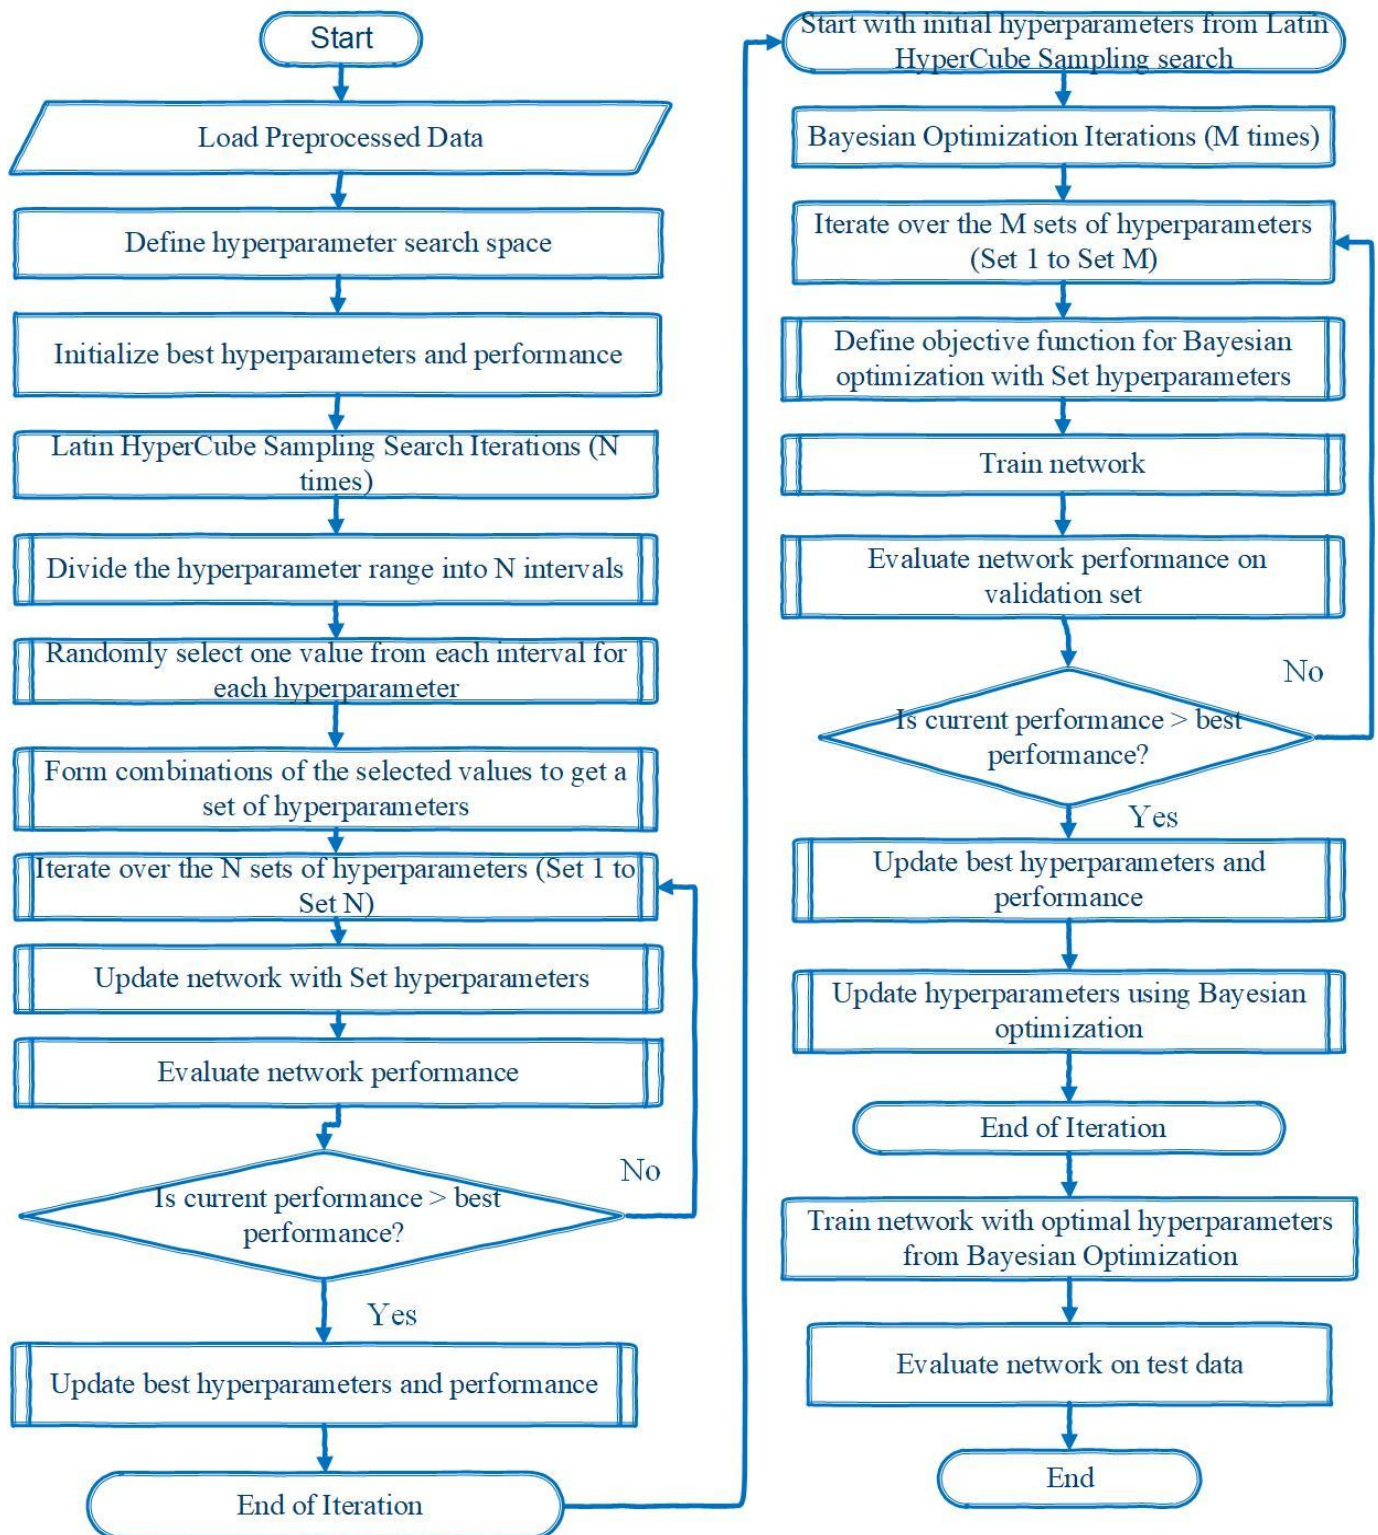 Start
Load Preprocessed Data
Define hyperparameter search space
Initialize best hyperparameters and performance
Latin HyperCube Sampling Search Iterations (N
times)
Divide the hyperparameter range into N intervals
Randomly select one value from each interval for
each hyperparameter
Form combinations of the selected values to get a
set of hyperparameters
Iterate over the N sets of hyperparameters (Set 1 to
Set N)
Update network with Set hyperparameters
Evaluate network performance
No
Is current performance > best
performance?
Yes
Update best hyperparameters and performance
End of Iteration
Start with initial hyperparameters from Latin
HyperCube Sampling search
Bayesian Optimization Iterations (M times)
Iterate over the M sets of hyperparameters
(Set 1 to Set M)
Define objective function for Bayesian
optimization with Set hyperparameters
Train network
Evaluate network performance on
validation set
No
Is current performance > best
performance?
Yes
Update best hyperparameters and
performance
Update hyperparameters using Bayesian
optimization
End of Iteration
Train network with optimal hyperparameters
from Bayesian Optimization
Evaluate network on test data
End